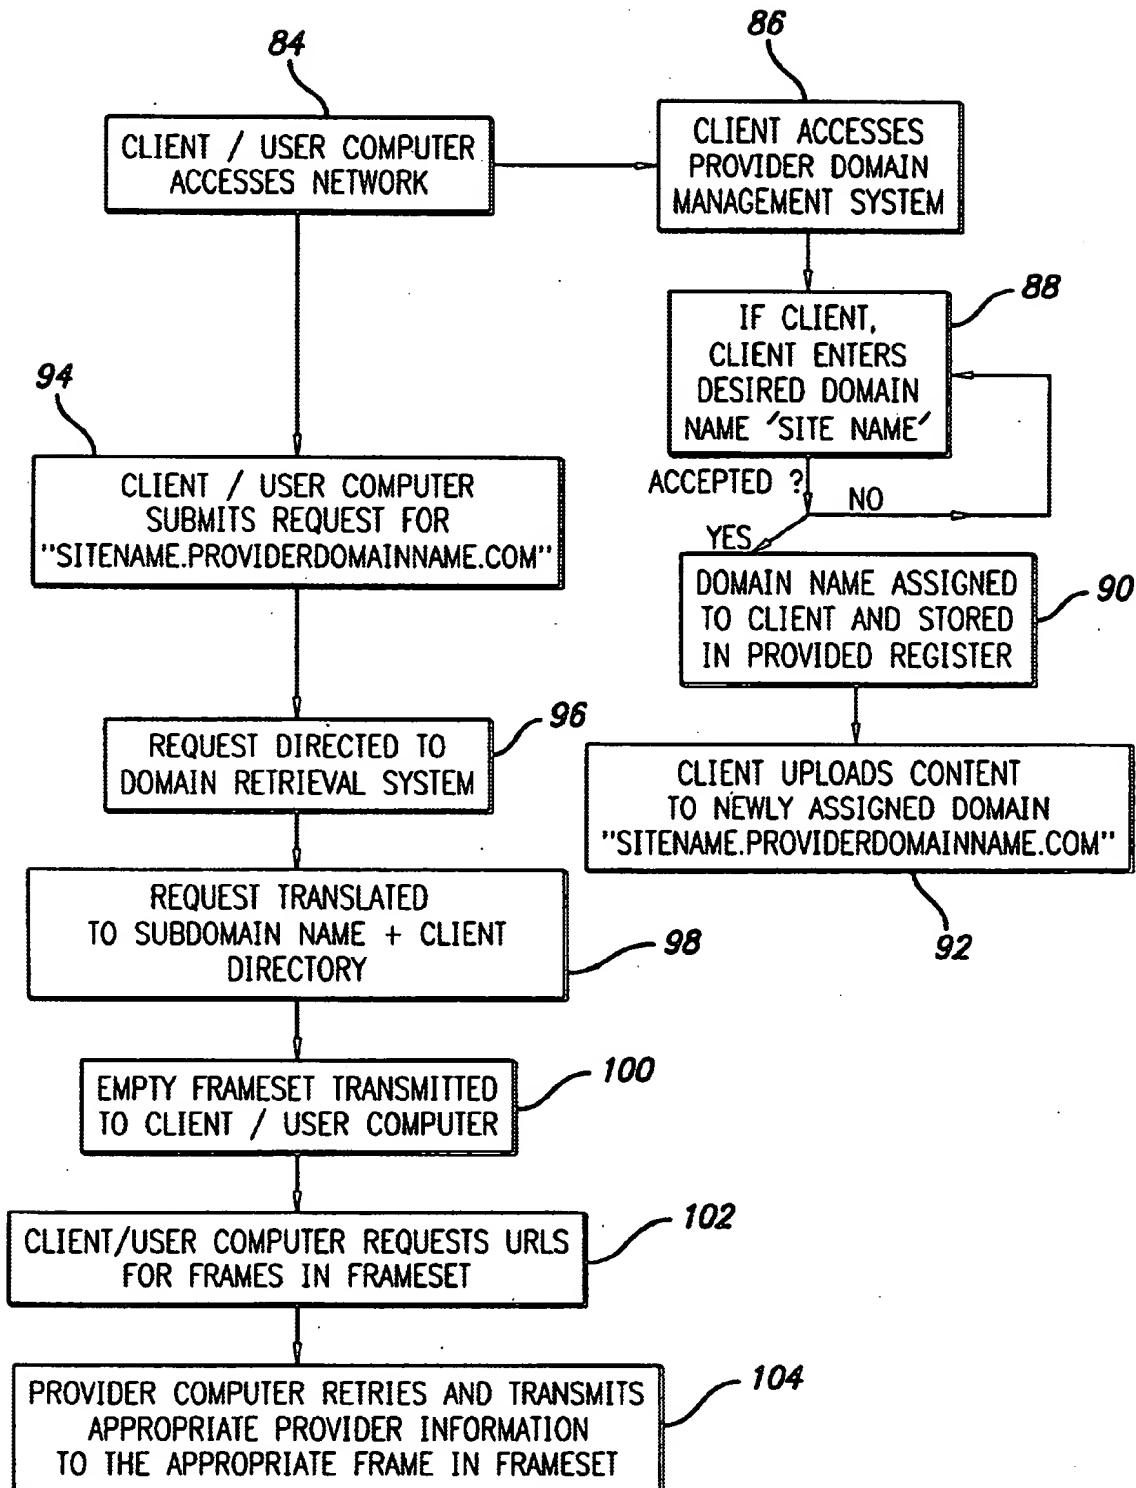 84
CLIENT / USER COMPUTER
ACCESSES NETWORK
86
CLIENT ACCESSES
PROVIDER DOMAIN
MANAGEMENT SYSTEM
88
IF CLIENT,
CLIENT ENTERS
DESIRED DOMAIN
NAME 'SITE NAME'
ACCEPTED ?
NO
YES
90
DOMAIN NAME ASSIGNED
TO CLIENT AND STORED
IN PROVIDED REGISTER
CLIENT UPLOADS CONTENT
TO NEWLY ASSIGNED DOMAIN
"SITENAME.PROVIDERDOMAINNAME.COM"
92
94
CLIENT / USER COMPUTER
SUBMITS REQUEST FOR
"SITENAME.PROVIDERDOMAINNAME.COM"
96
REQUEST DIRECTED TO
DOMAIN RETRIEVAL SYSTEM
REQUEST TRANSLATED
TO SUBDOMAIN NAME + CLIENT
DIRECTORY
98
EMPTY FRAMESET TRANSMITTED
TO CLIENT / USER COMPUTER
100
CLIENT/USER COMPUTER REQUESTS URLS
FOR FRAMES IN FRAMESET
102
PROVIDER COMPUTER RETRIES AND TRANSMITS
APPROPRIATE PROVIDER INFORMATION
TO THE APPROPRIATE FRAME IN FRAMESET
104